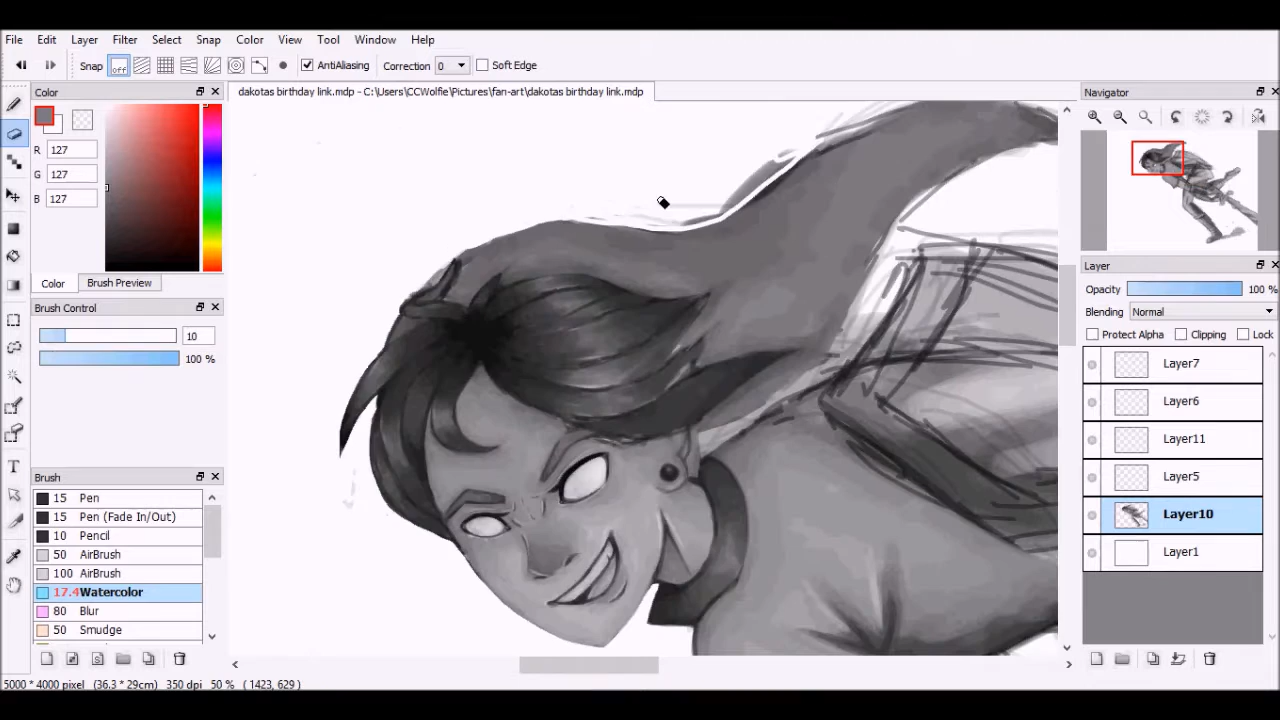 File Edit Layer Filter Select Snap Color View Tool Window Help
Snap off AntiAliasing Correction 0 Soft Edge
Color
dakotas birthday link.mdp - C:\Users\CCWolfie\Pictures\fan-art\dakotas birthday link.mdp
Navigator
R 127
G 127
B 127
Color Brush Preview
Brush Control
10
100 %
Layer
Opacity 100 %
Blending Normal
Protect Alpha Clipping Lock
Layer7
Layer6
Layer11
Layer5
Layer10
Layer1
Brush
15 Pen
15 Pen (Fade In/Out)
10 Pencil
50 AirBrush
100 AirBrush
17.4 Watercolor
80 Blur
50 Smudge
5000 * 4000 pixel (36.3 * 29cm) 350 dpi 50 % ( 1423, 629 )